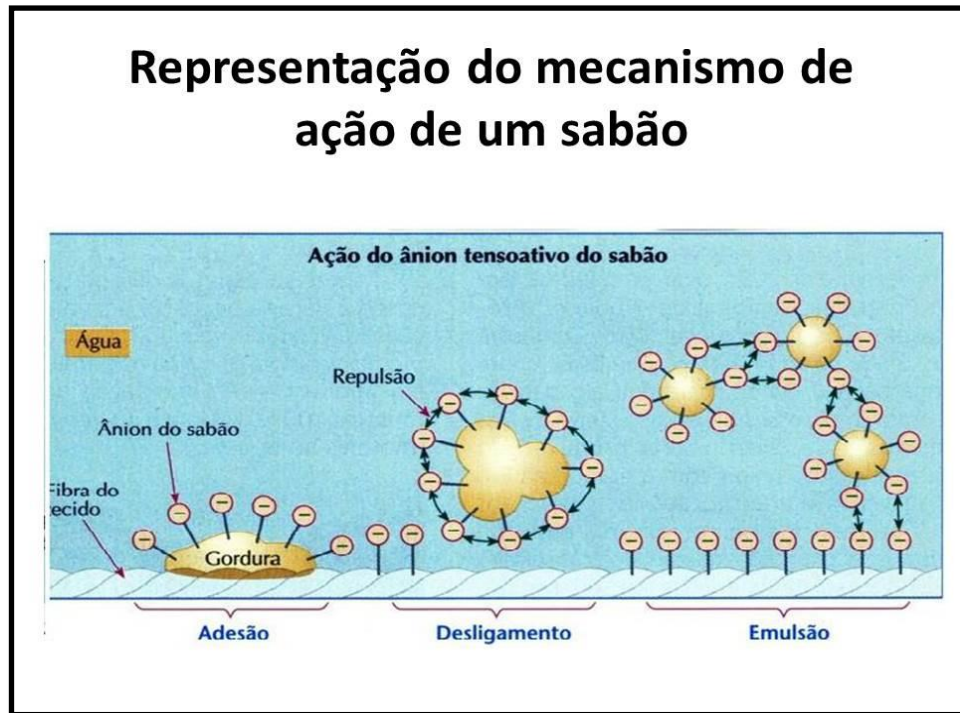 Representação do mecanismo de
ação de um sabão
Ação do ânion tensoativo do sabão
Água
Repulsão
Ânion do sabão
Fibra do
ecido
Gordura
Adesão
Desligamento
Emulsão